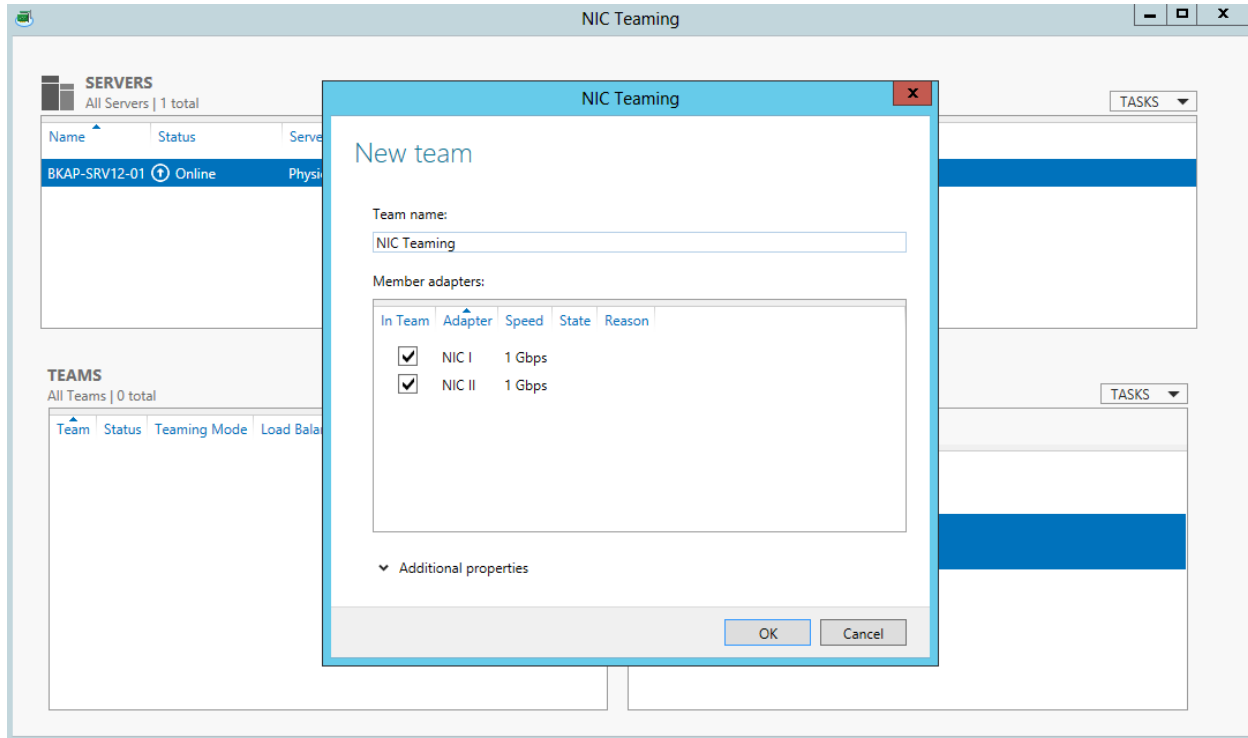 NIC Teaming
SERVERS
All Servers | 1 total
TASKS
Name Status
BKAP-SRV12-01 Online
TEAMS
All Teams | 0 total
TASKS
Team Status Teaming Mode Load
NIC Teaming
New team
Team name:
NIC Teaming
Member adapters:
In Team Adapter Speed State Reason
NIC I 1 Gbps
NIC II 1 Gbps
Additional properties
OK Cancel